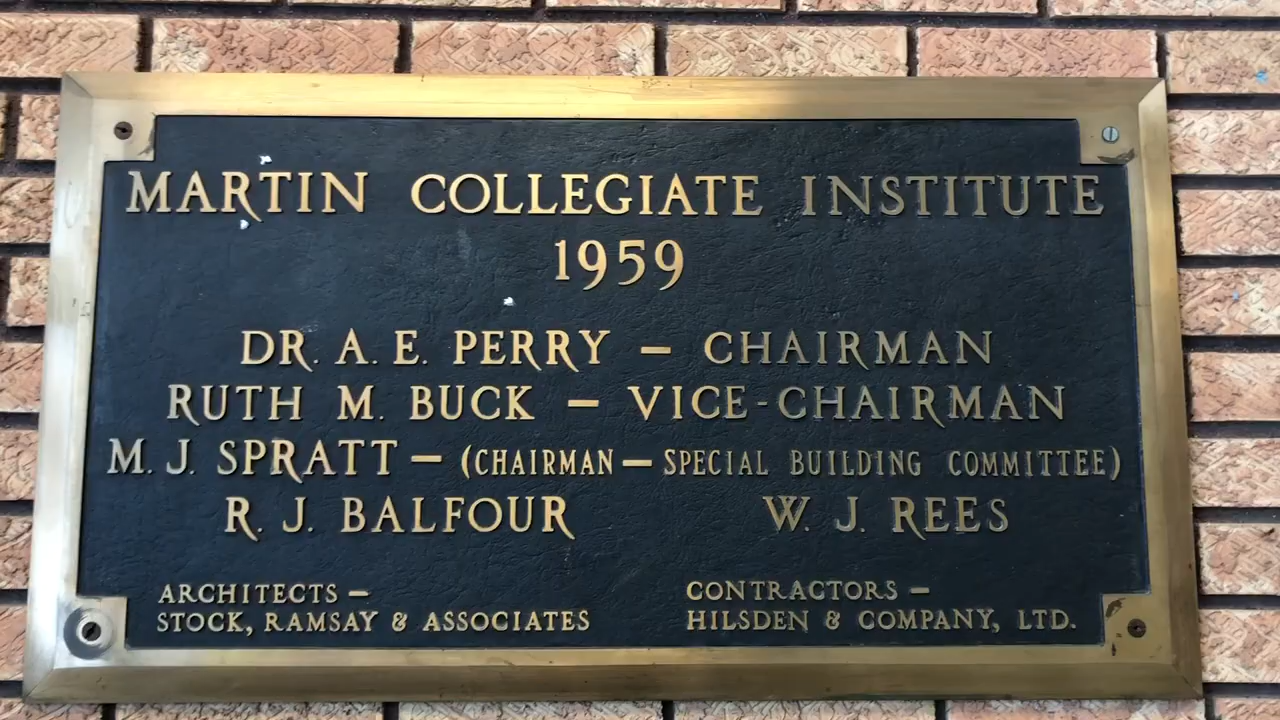 MARTIN COLLEGIATE INSTITUTE
1959
DR. A. E. PERRY — CHAIRMAN
RUTH M. BUCK — VICE-CHAIRMAN
M. J. SPRATT — (CHAIRMAN — SPECIAL BUILDING COMMITTEE)
R. J. BALFOUR W. J. REES
ARCHITECTS —
STOCK, RAMSAY & ASSOCIATES
CONTRACTORS —
HILSDEN & COMPANY, LTD.